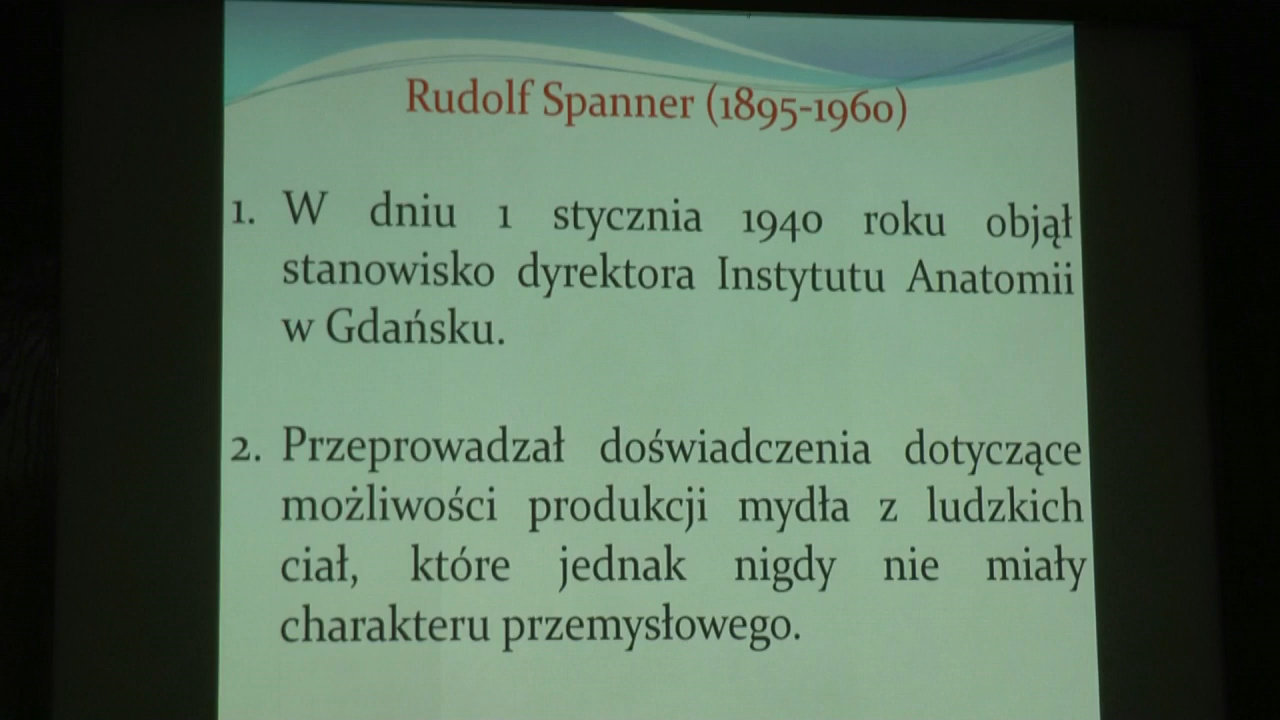 Rudolf Spanner (1895-1960)
1. W dniu 1 stycznia 1940 roku objął
stanowisko dyrektora Instytutu Anatomii
w Gdańsku.
2. Przeprowadzał doświadczenia dotyczące
możliwości produkcji mydła z ludzkich
ciał, które jednak nigdy nie miały
charakteru przemysłowego.